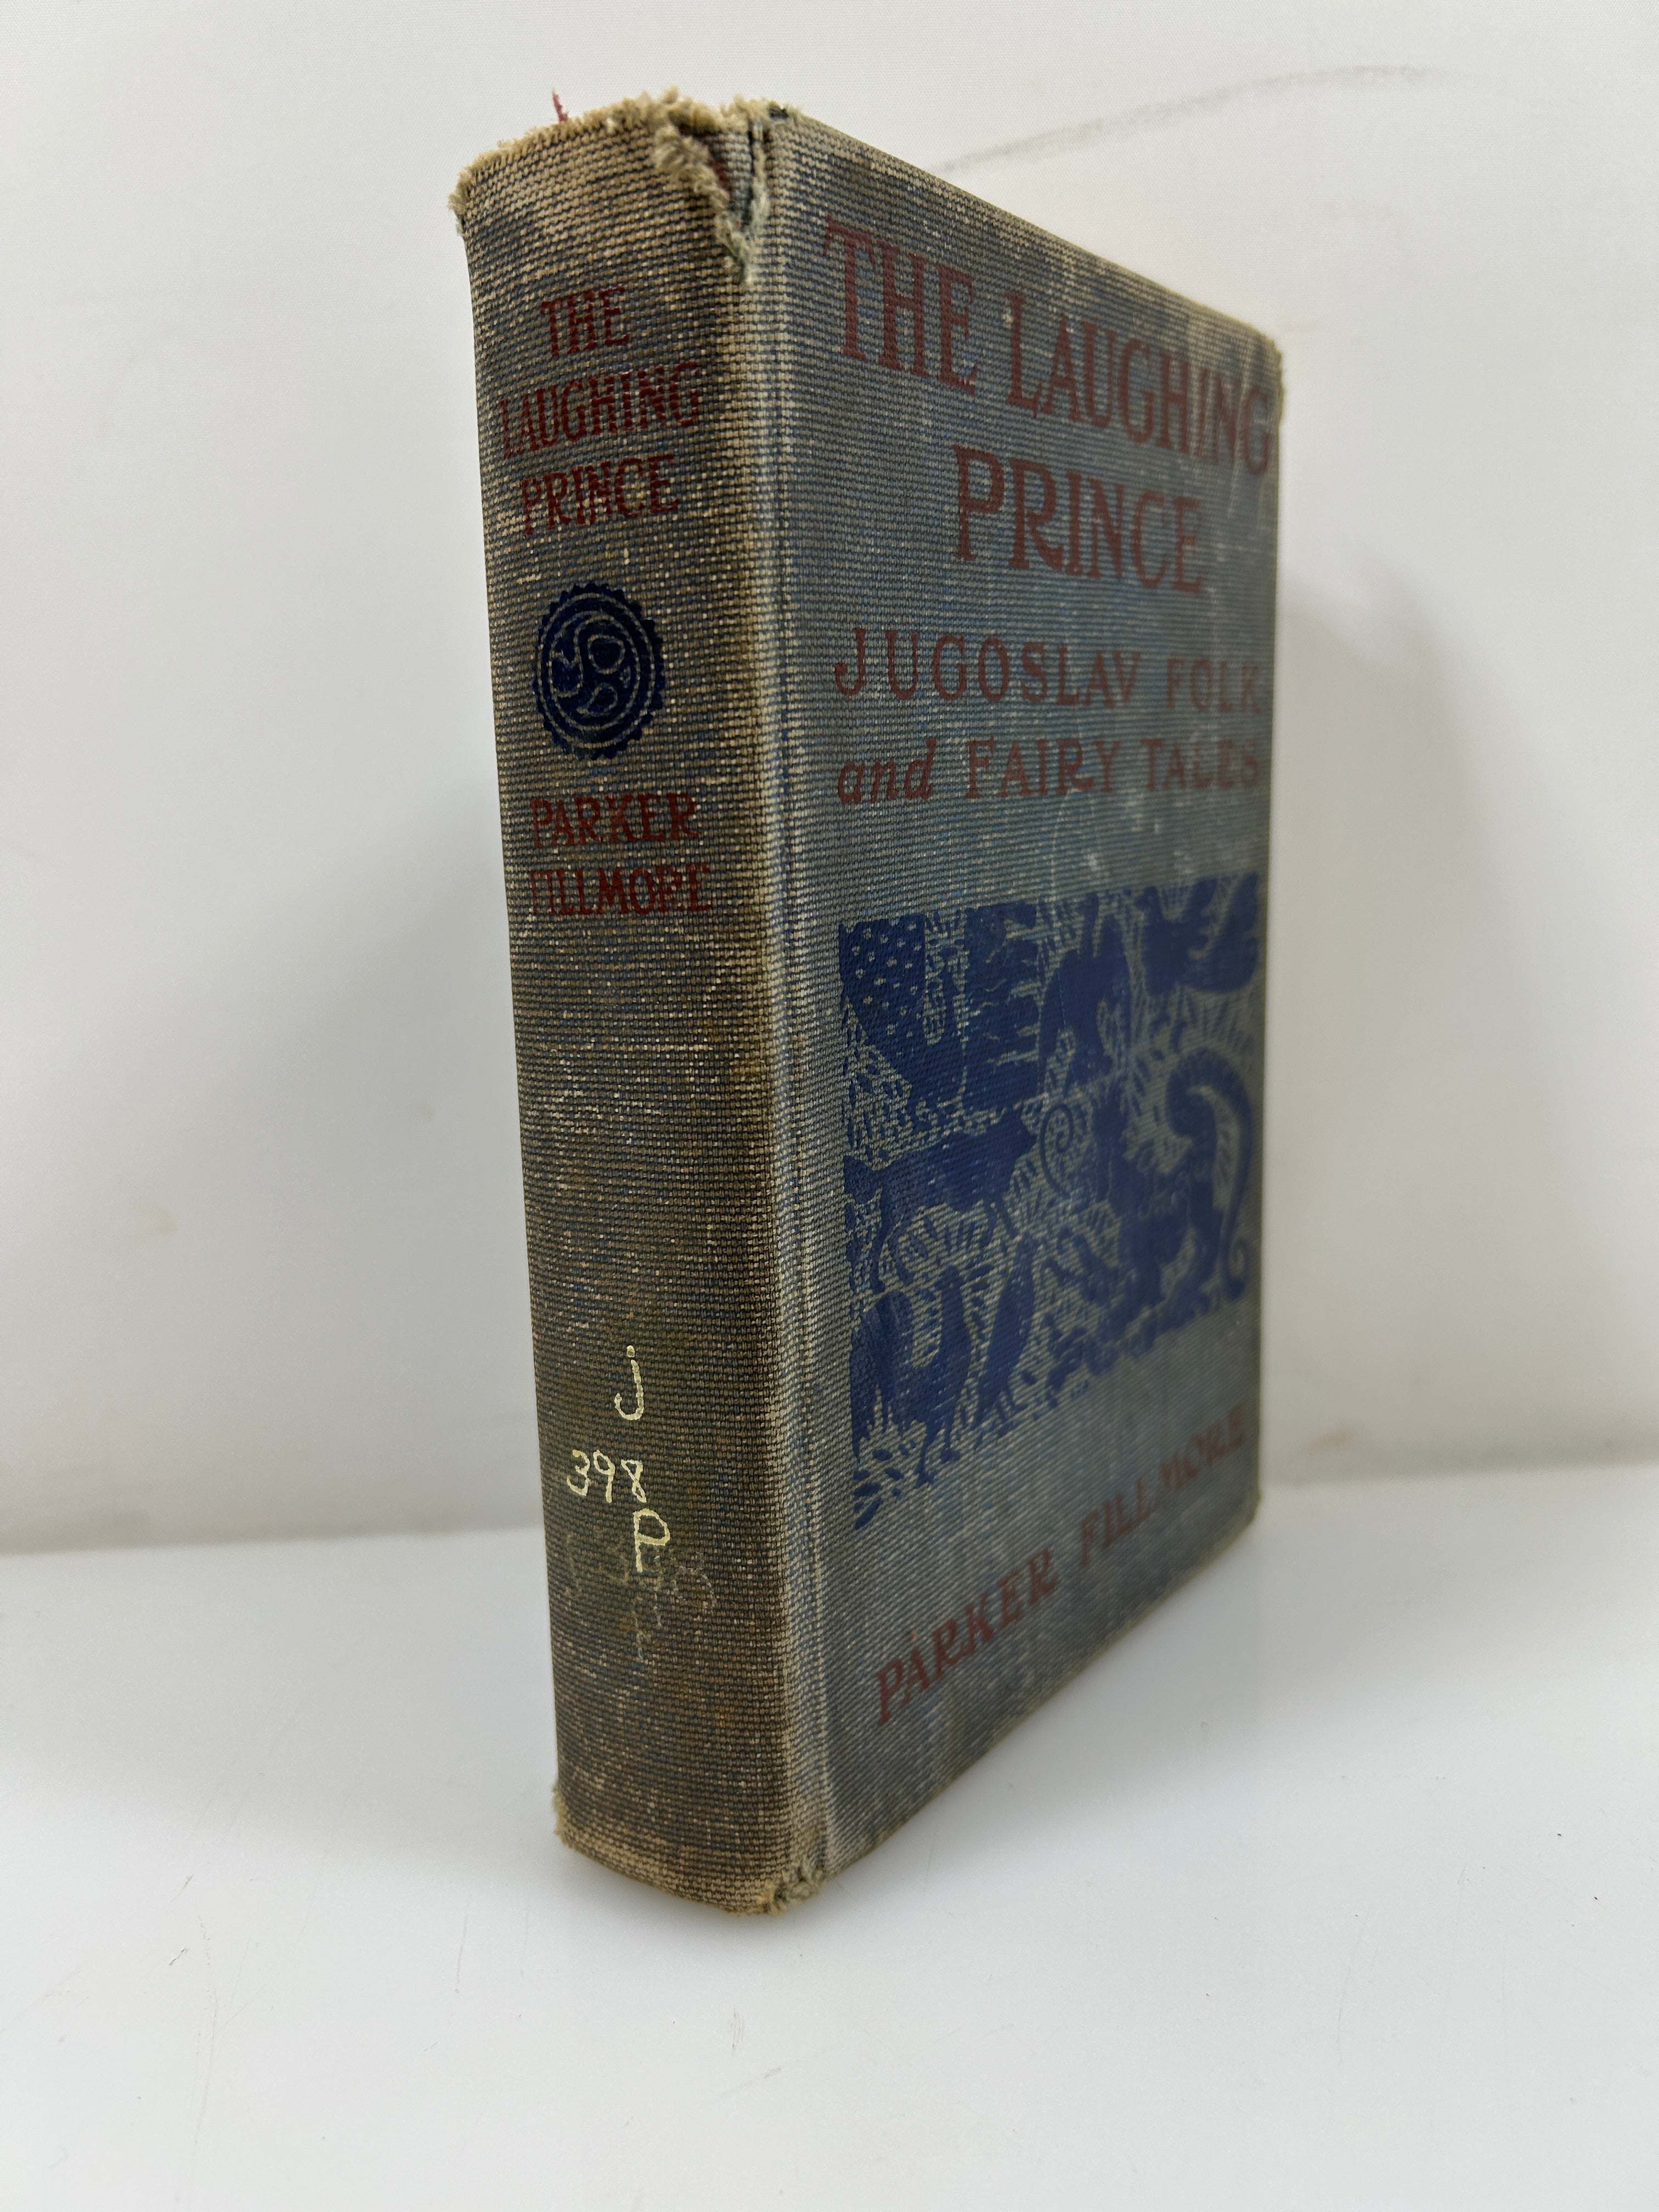 THE
LAUGHING
PRINCE
PARKER
FILLMORE
j
398
P
THE LAUGHING
PRINCE
JUGOSLAV FOLK
and FAIRY TALES
PARKER FILLMORE